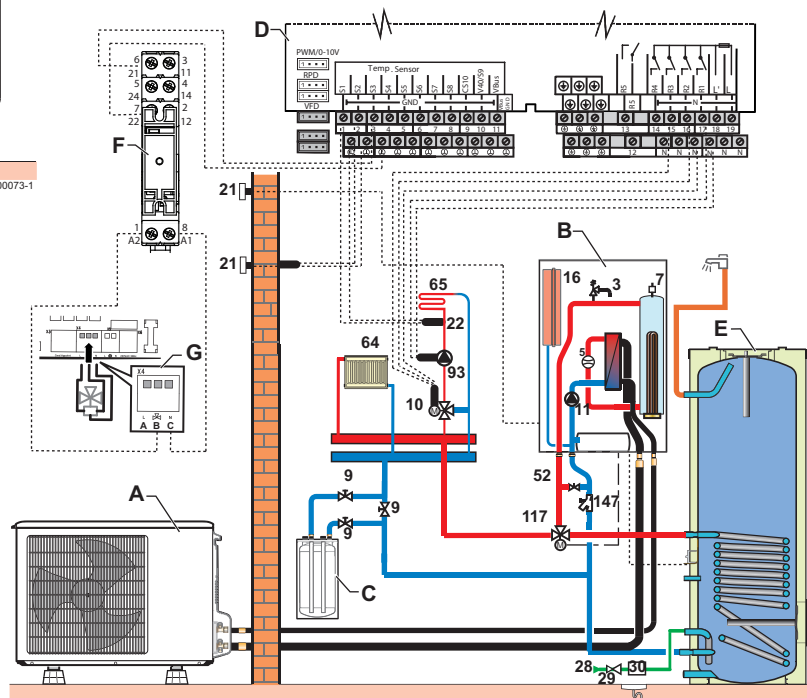 D
PWM/0-10V
RPD
VFD
Temp. Sensor
S1 S2 S3 S4 S5 S6 S7 S8 CS10 V40/S9 VBus
GND
1 2 3 4 5 6 7 8 9 10 11
R5 R4 R3 R2 R1 L' L
R5 N
13 14 15 16 17 18 19
12 N N N N N N
6 3
21 11
5 4
24 14
7 2
22 12
F
1 8
A2 A1
00073-1
21
21
B
16
3
7
5
11
65
22
64
93
10
M
E
G
X4
L N
A B C
52
147
117
M
9
9
9
C
A
28
29
30